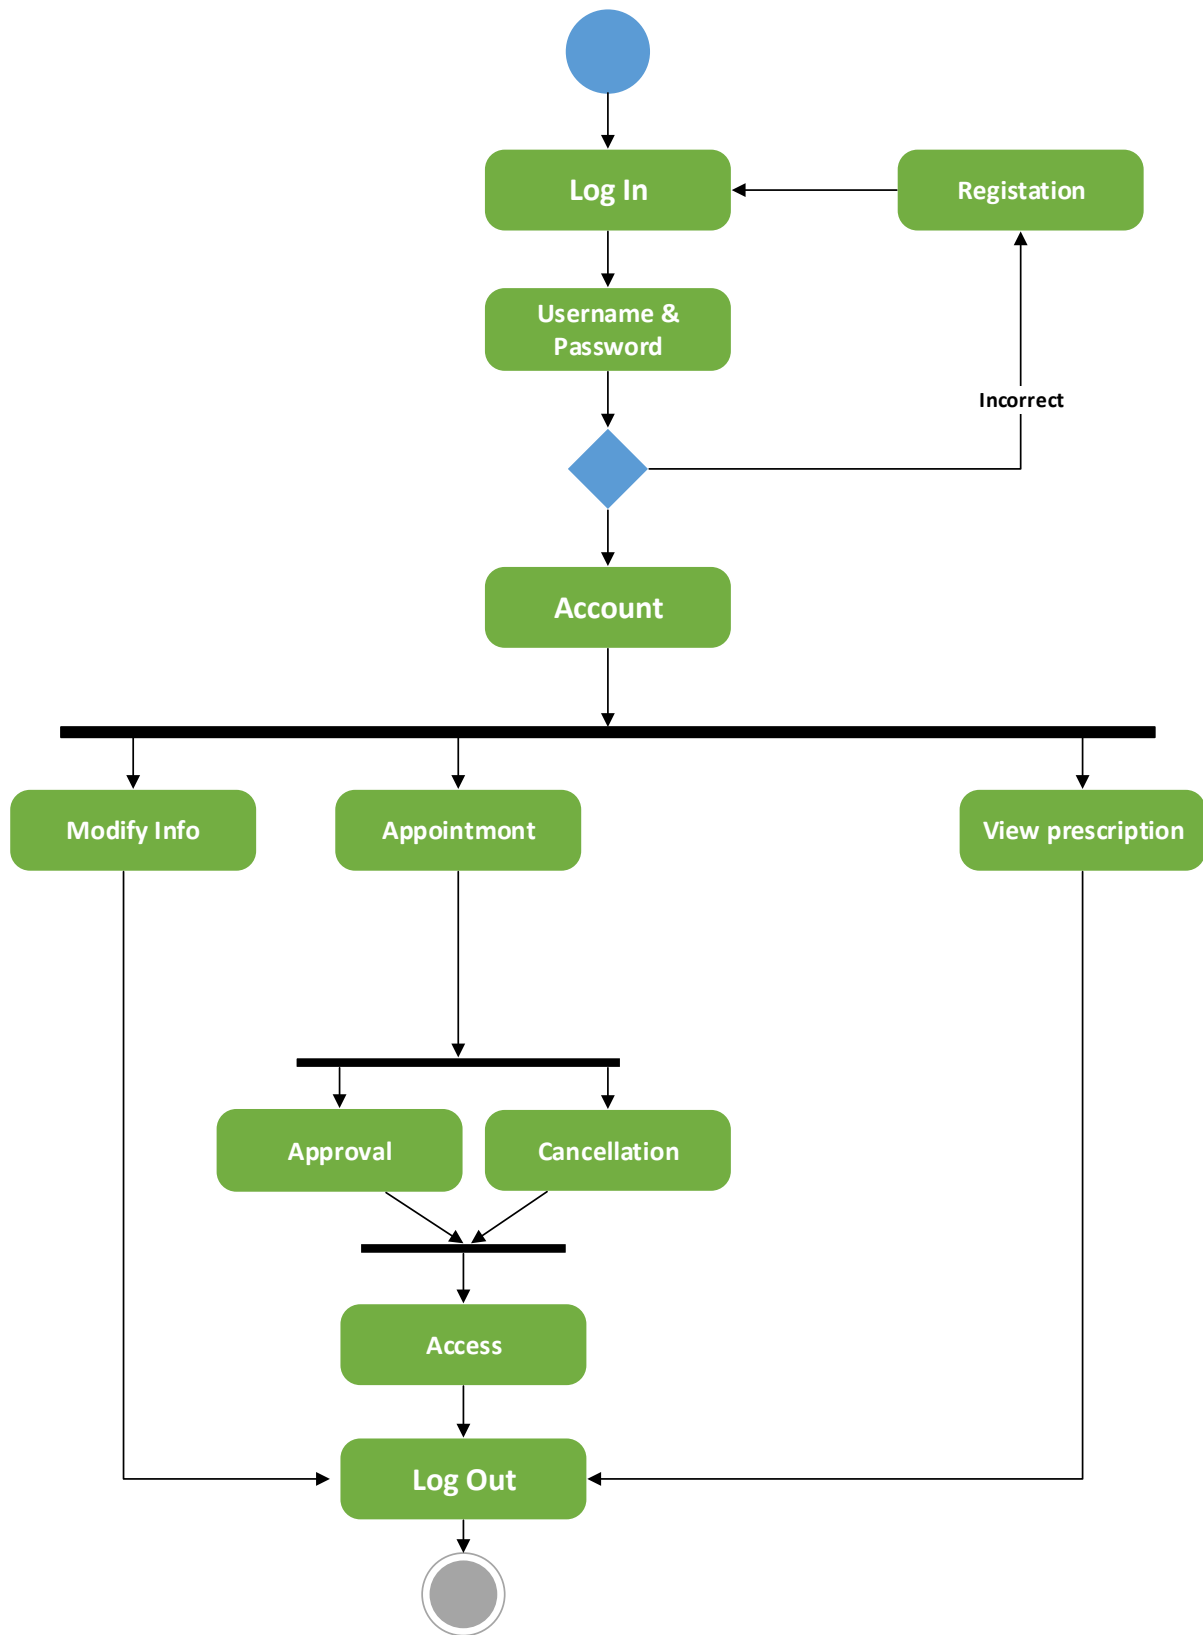 Log In
Registation
Username &
Password
Incorrect
Account
Modify Info
Appointmont
View prescription
Approval
Cancellation
Access
Log Out